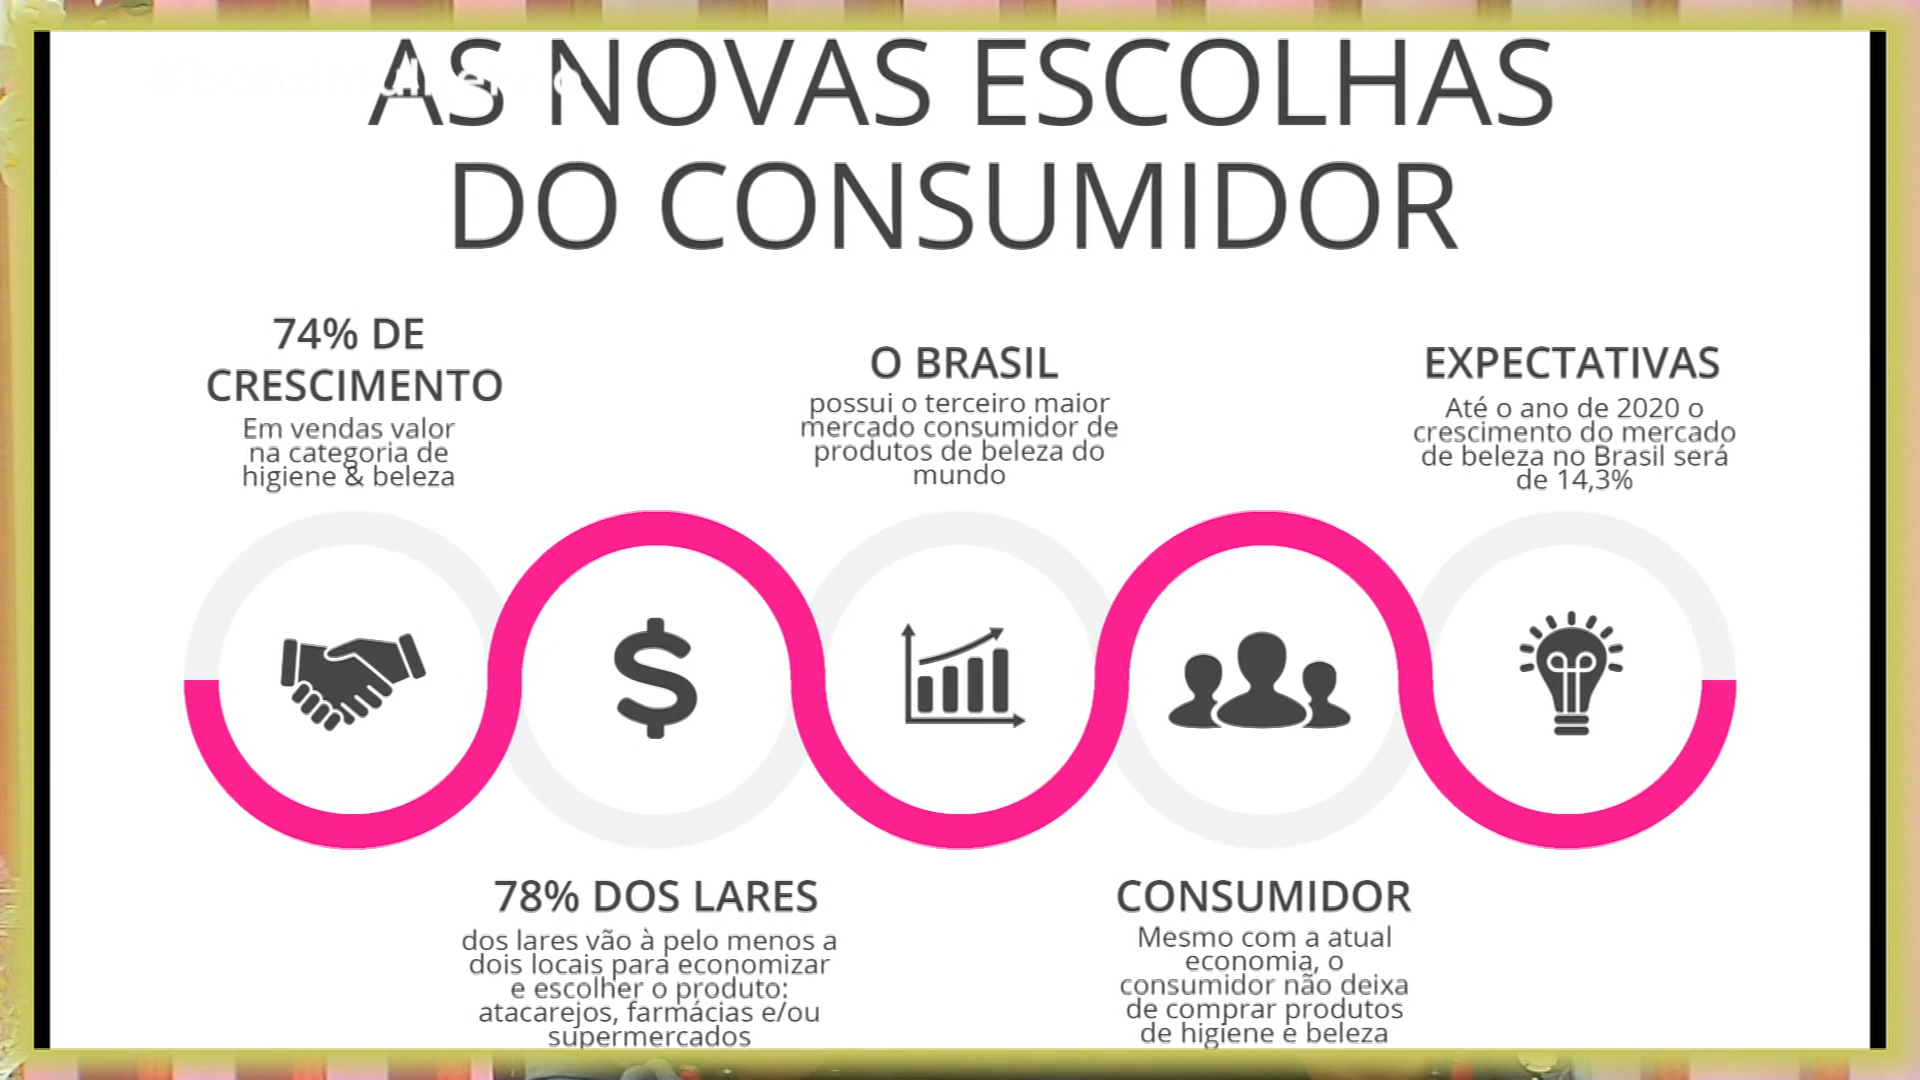 AS NOVAS ESCOLHAS
DO CONSUMIDOR
74% DE
CRESCIMENTO
Em vendas valor
na categoria de
higiene & beleza
O BRASIL
possui o terceiro maior
mercado consumidor de
produtos de beleza do
mundo
EXPECTATIVAS
Até o ano de 2020 o
crescimento do mercado
de beleza no Brasil será
de 14,3%
78% DOS LARES
dos lares vão à pelo menos a
dois locais para economizar
e escolher o produto:
atacarejos, farmácias e/ou
supermercados
CONSUMIDOR
Mesmo com a atual
economia, o
consumidor não deixa
de comprar produtos
de higiene e beleza